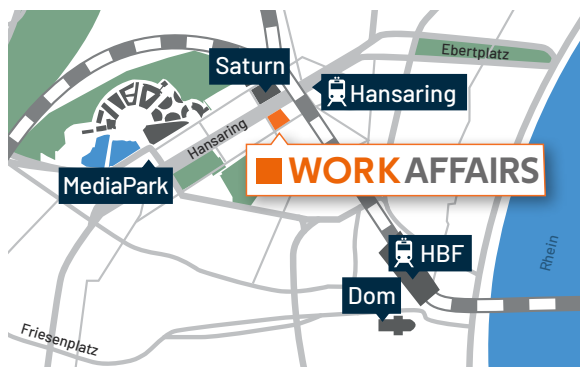 Ebertplatz
Saturn
Hansaring
Hansaring
WORKAFFAIRS
MediaPark
HBF
Rhein
Dom
Friesenplatz